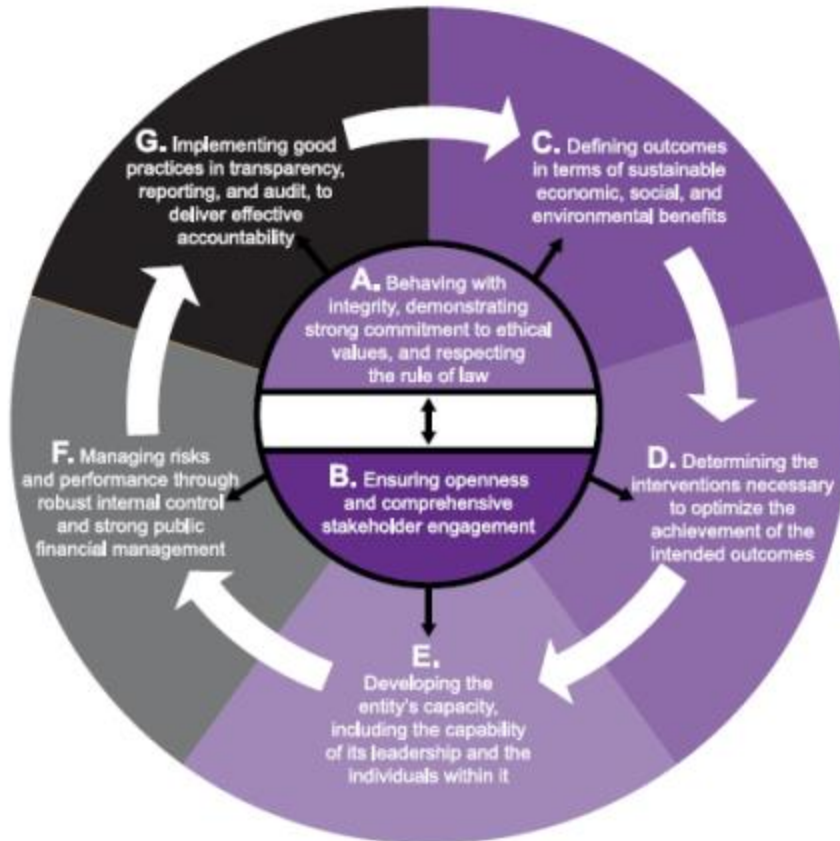 A. Behaving with
integrity, demonstrating
strong commitment to ethical
values, and respecting
the rule of law
B. Ensuring openness
and comprehensive
stakeholder engagement
C. Defining outcomes
in terms of sustainable
economic, social, and
environmental benefits
D. Determining the
interventions necessary
to optimize the
achievement of the
intended outcomes
E.
Developing the
entity's capacity,
including the capability
of its leadership and the
individuals within it
F. Managing risks
and performance through
robust internal control
and strong public
financial management
G. Implementing good
practices in transparency,
reporting, and audit, to
deliver effective
accountability